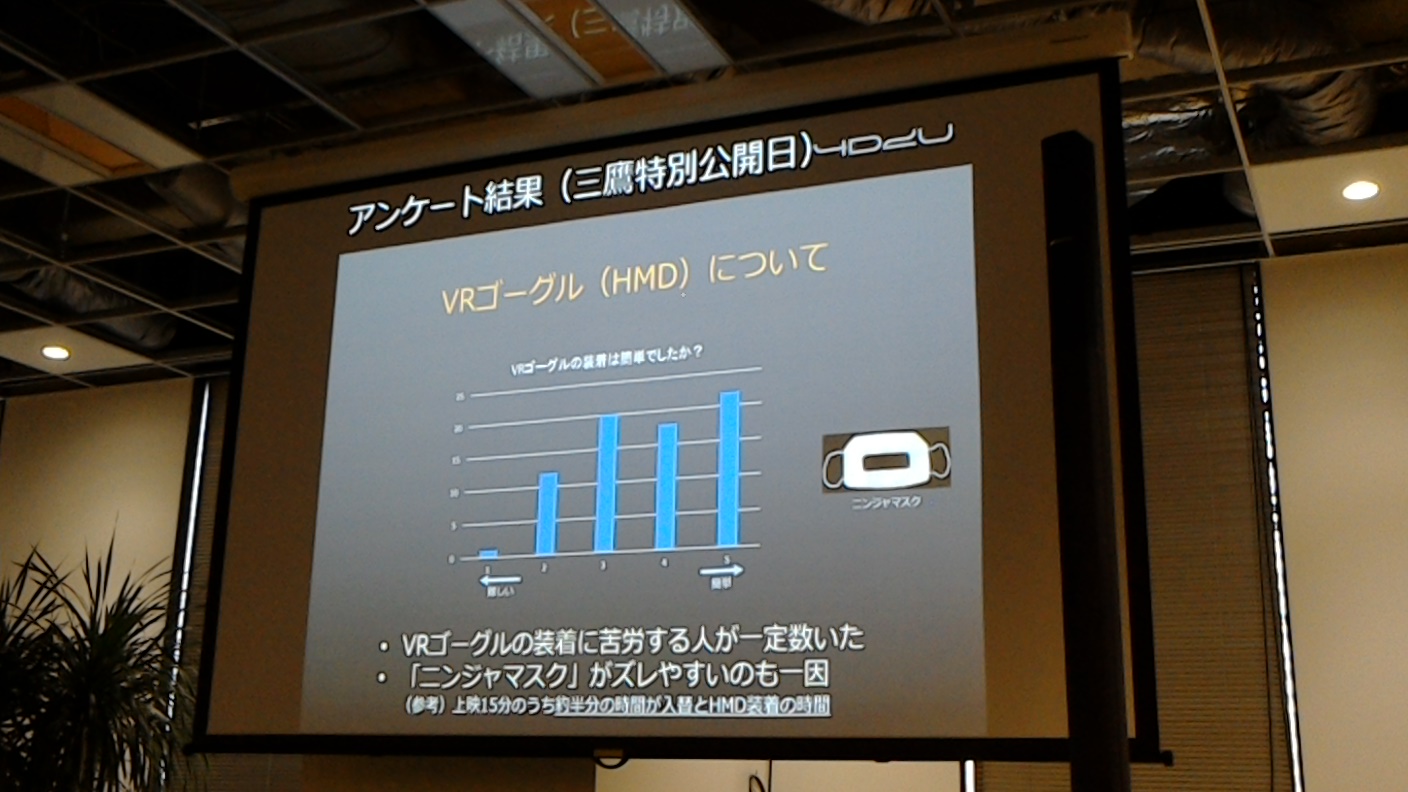 アンケート結果（三鷹特別公開日）
4D2U
VRゴーグル（HMD）について
VRゴーグルの装着は簡単でしたか？
25
20
15
10
5
0
1 2 3 4 5
難しい 簡単
ニンジャマスク
• VRゴーグルの装着に苦労する人が一定数いた
• 「ニンジャマスク」がズレやすいのも一因
（参考）上映15分のうち約半分の時間が入替とHMD装着の時間